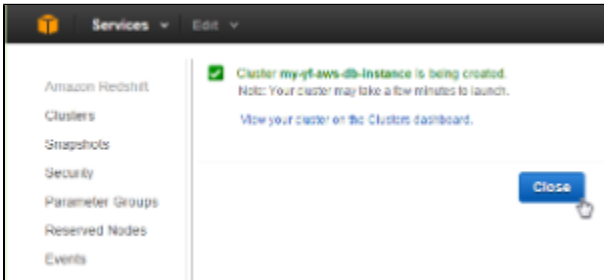 Services Edit
Cluster my-yf-aws-db-instance is being created.
Note: Your cluster may take a few minutes to launch.
View your cluster on the Clusters dashboard.
Close
Amazon Redshift
Clusters
Snapshots
Security
Parameter Groups
Reserved Nodes
Events